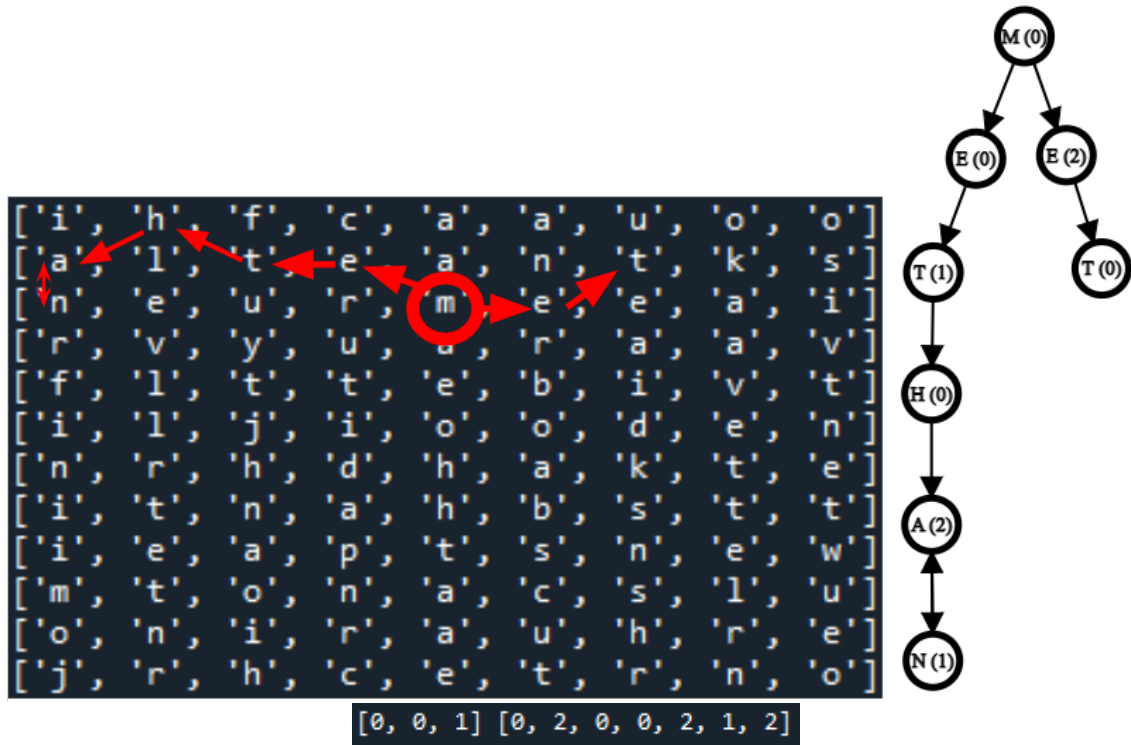 M (0)
E (0) E (2)
['i', 'h', 'f', 'c', 'a', 'a', 'u', 'o', 'o']
['a', 'l', 't', 'e', 'a', 'n', 't', 'k', 's']
T (1) T (0)
['n', 'e', 'u', 'r', 'm', 'e', 'e', 'a', 'i']
['r', 'v', 'y', 'u', 'a', 'r', 'a', 'a', 'v']
['f', 'l', 't', 't', 'e', 'b', 'i', 'v', 't']
H (0)
['i', 'l', 'j', 'i', 'o', 'o', 'd', 'e', 'n']
['n', 'r', 'h', 'd', 'h', 'a', 'k', 't', 'e']
['i', 't', 'n', 'a', 'h', 'b', 's', 't', 't']
A (2)
['i', 'e', 'a', 'p', 't', 's', 'n', 'e', 'w']
['m', 't', 'o', 'n', 'a', 'c', 's', 'l', 'u']
['o', 'n', 'i', 'r', 'a', 'u', 'h', 'r', 'e']
N (1)
['j', 'r', 'h', 'c', 'e', 't', 'r', 'n', 'o']
[0, 0, 1] [0, 2, 0, 0, 2, 1, 2]